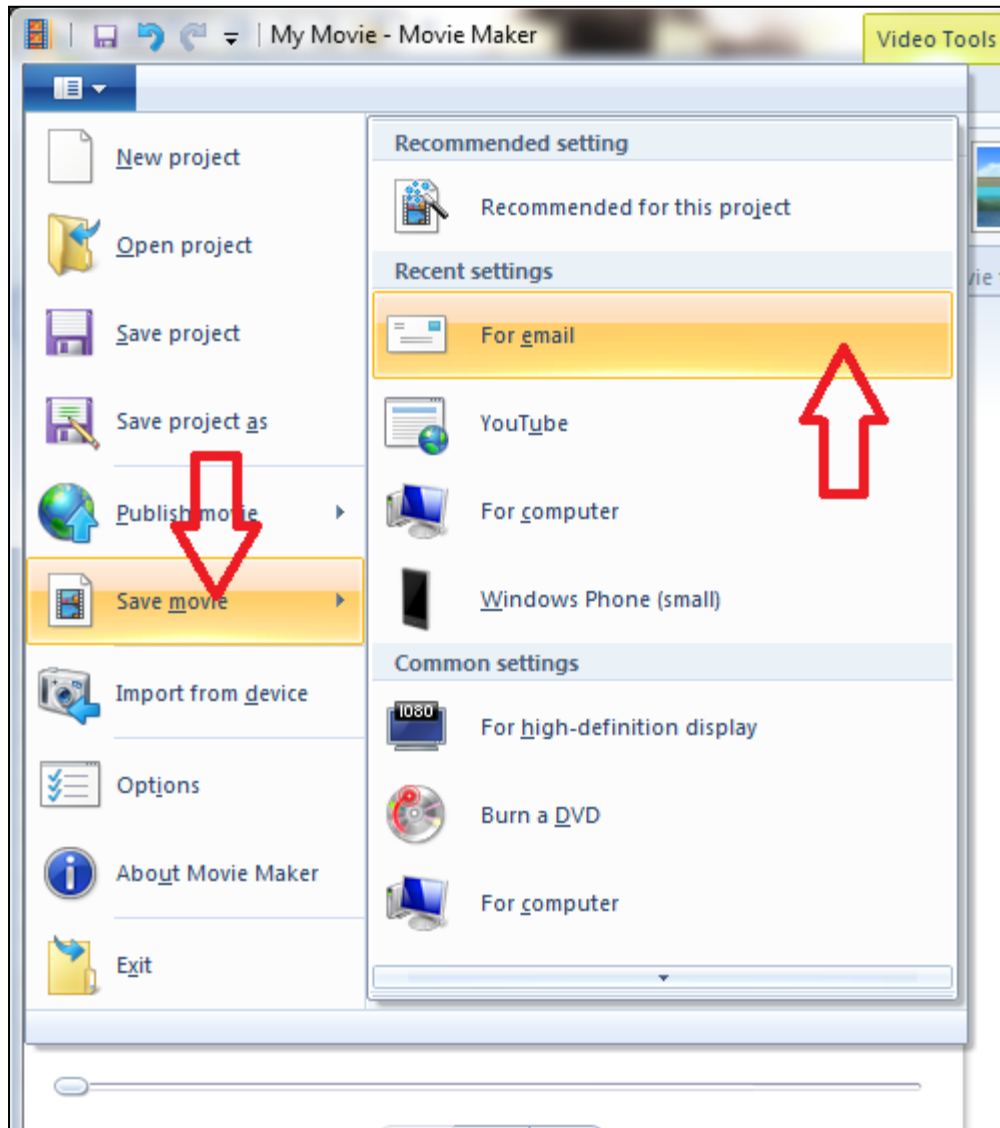 My Movie - Movie Maker
Video Tools
New project
Open project
Save project
Save project as
Publish movie
Save movie
Import from device
Options
About Movie Maker
Exit
Recommended setting
Recommended for this project
Recent settings
For email
YouTube
For computer
Windows Phone (small)
Common settings
1080
For high-definition display
Burn a DVD
For computer